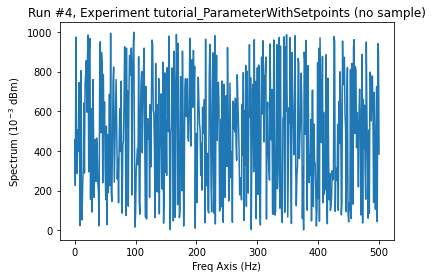 Run #4, Experiment tutorial_ParameterWithSetpoints (no sample)
1000
800
600
400
200
0
Spectrum (10⁻³ dBm)
0 100 200 300 400 500
Freq Axis (Hz)